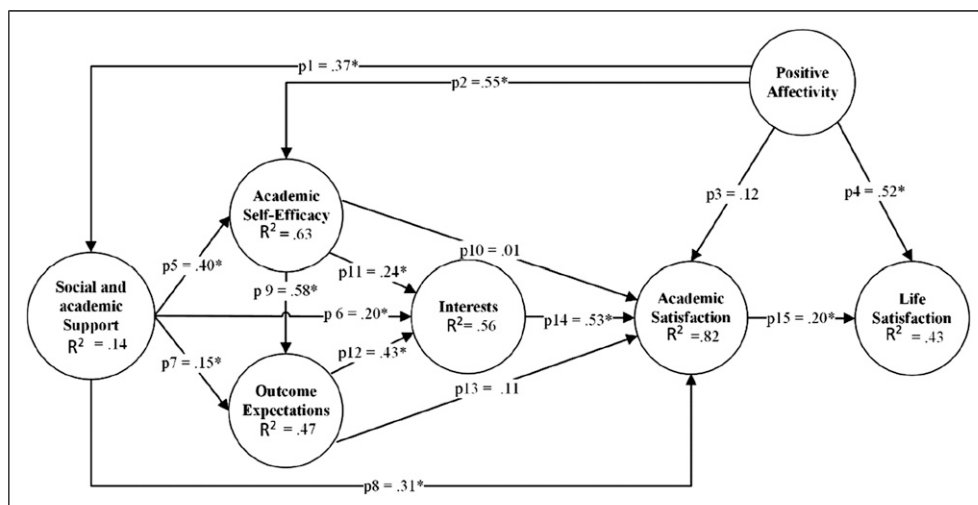 p1 = .37*
p2 = .55*
Positive
Affectivity
Academic
Self-Efficacy
R² = .63
p3 = .12
p4 = .52*
p10 = .01
p5 = .40*
p11 = .24*
p 9 = .58*
Social and
academic
Support
R² = .14
p 6 = .20*
Interests
R²= .56
p14 = .53*
Academic
Satisfaction
R² =.82
p15 = .20*
Life
Satisfaction
R² = .43
p7 = .15*
p12 = .43*
Outcome
Expectations
R² = .47
p13 = .11
p8 = .31*